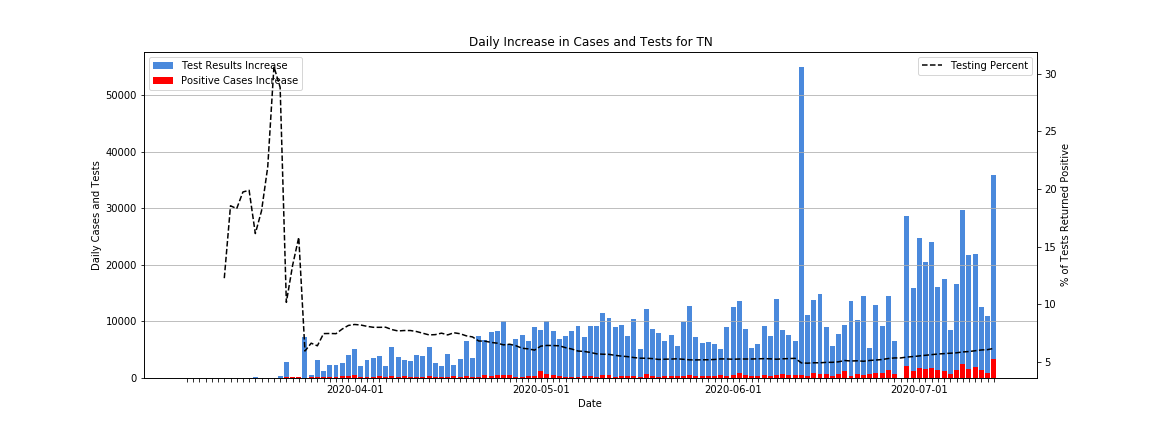 Daily Increase in Cases and Tests for TN
Test Results Increase
Positive Cases Increase
Testing Percent
50000
40000
30000
20000
10000
0
Daily Cases and Tests
30
25
20
15
10
5
% of Tests Returned Positive
2020-04-01
2020-05-01
2020-06-01
2020-07-01
Date